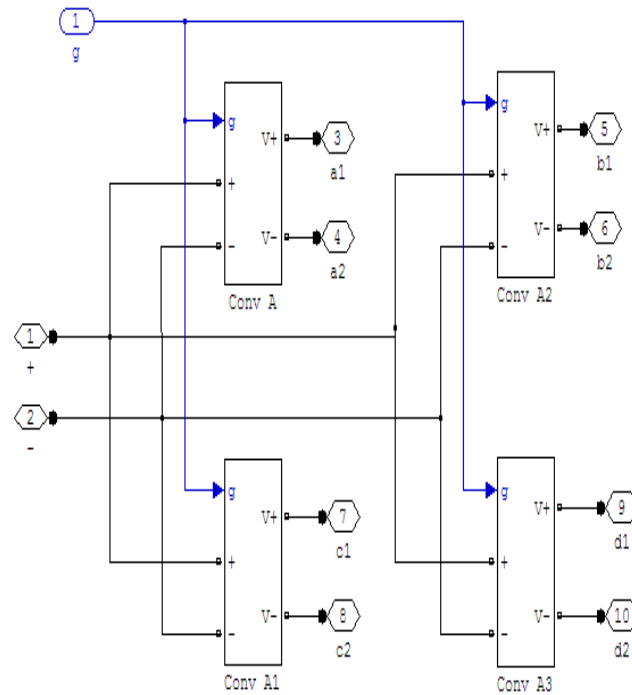 1
g
g
V+
3
a1
+
V-
4
a2
-
Conv A
g
V+
5
b1
+
V-
6
b2
-
Conv A2
1
+
2
-
g
V+
7
c1
+
V-
8
c2
-
Conv A1
g
V+
9
d1
+
V-
10
d2
-
Conv A3